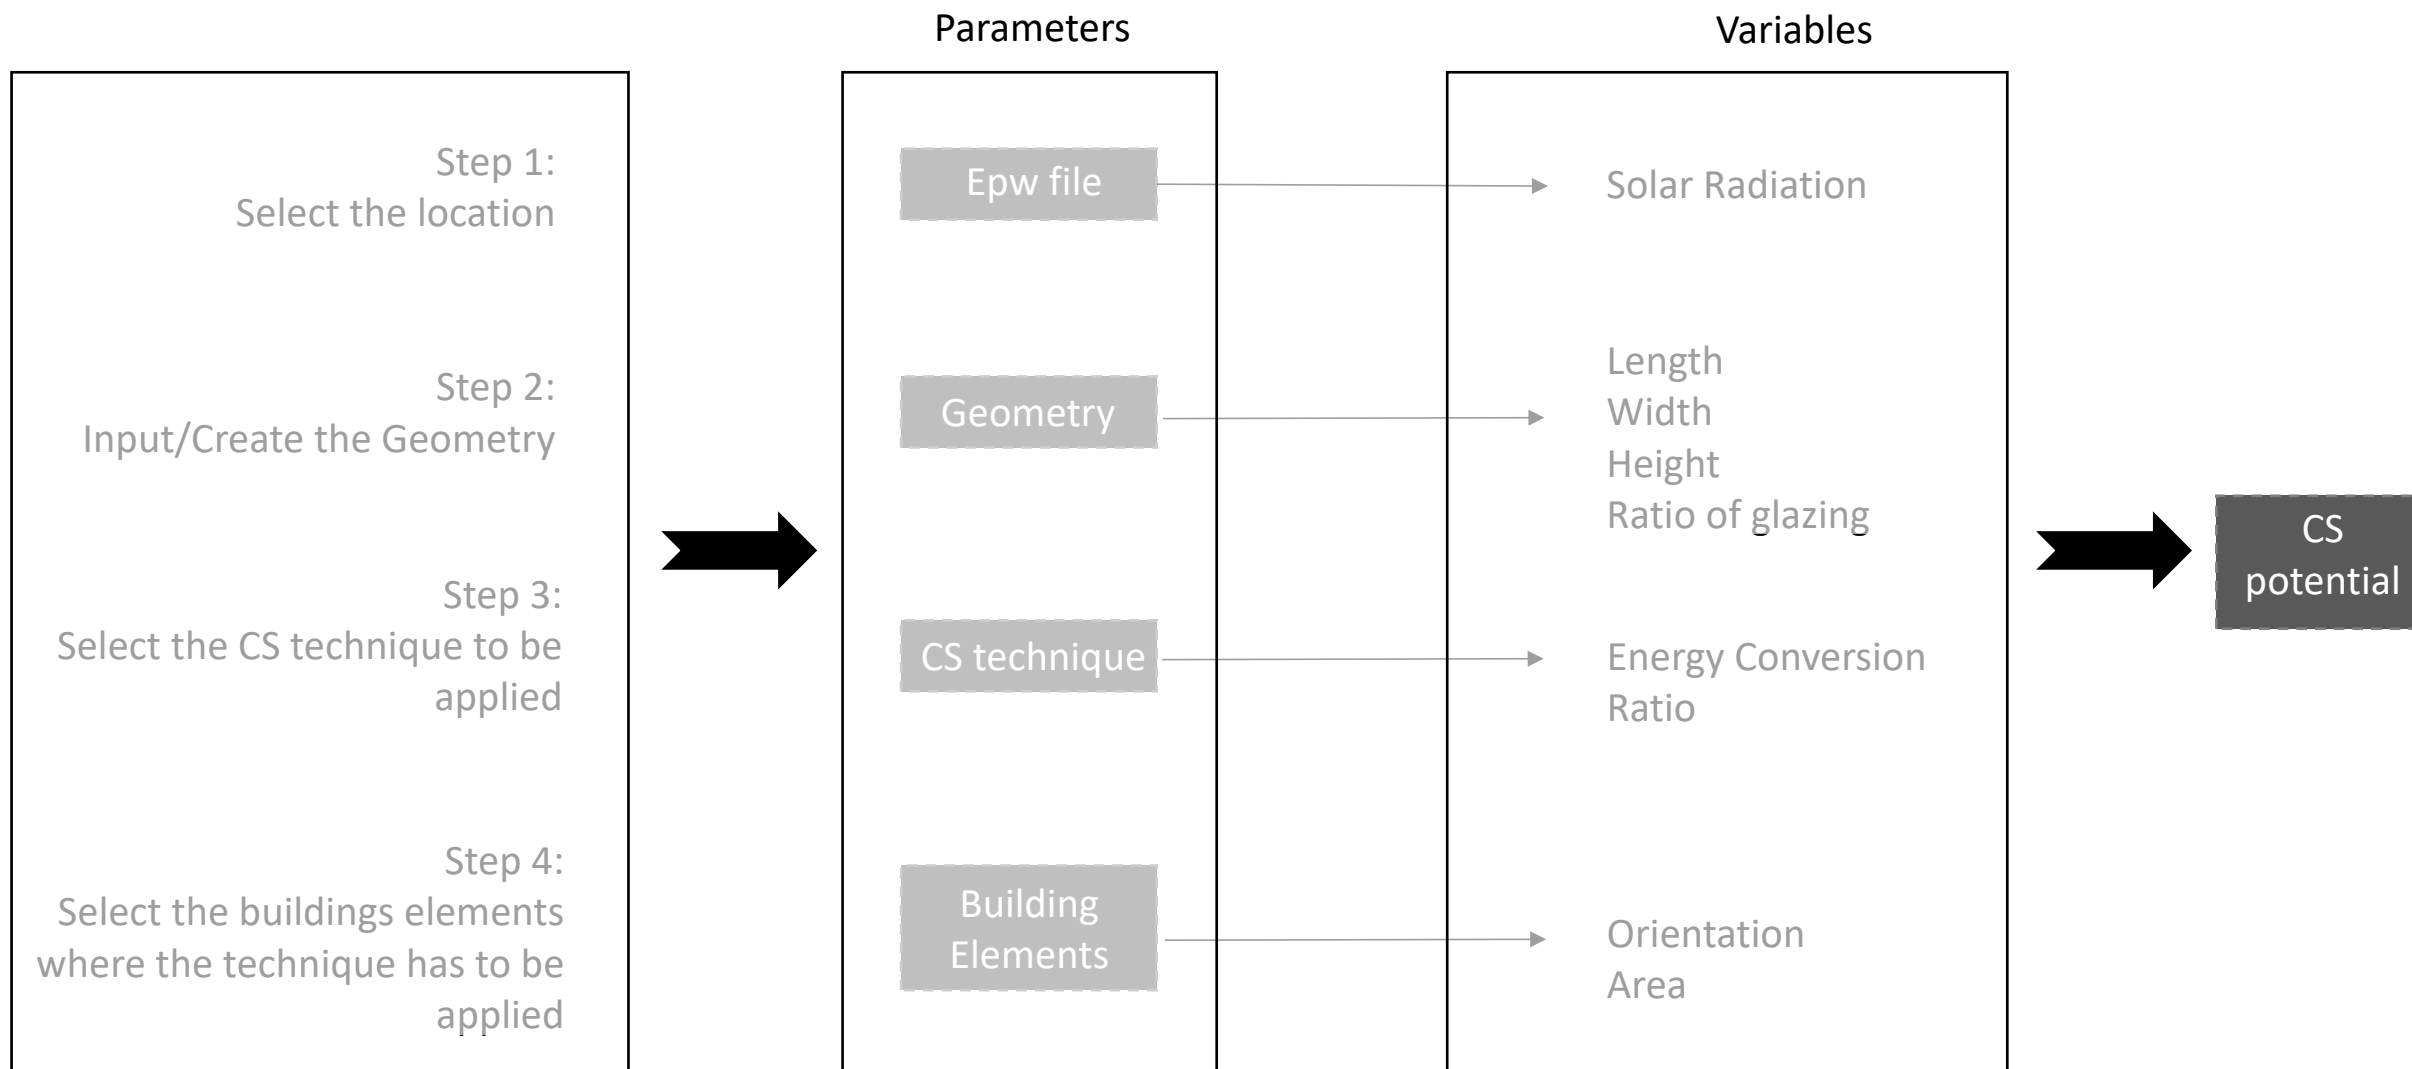 Parameters
Variables
Step 1:
Select the location
Epw file
Solar Radiation
Step 2:
Input/Create the Geometry
Geometry
Length
Width
Height
Ratio of glazing
Step 3:
Select the CS technique to be
applied
CS technique
Energy Conversion
Ratio
CS
potential
Step 4:
Select the buildings elements
where the technique has to be
applied
Building
Elements
Orientation
Area